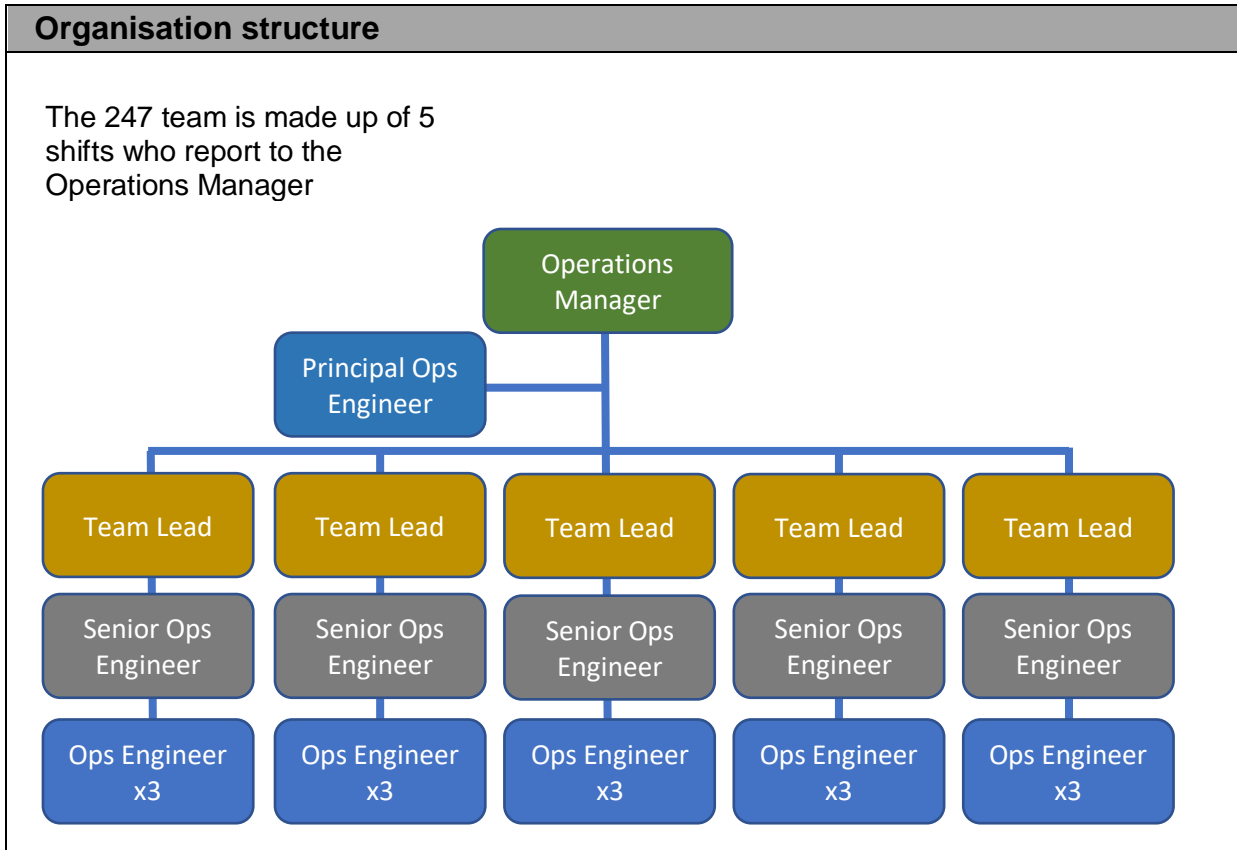 Organisation structure
The 247 team is made up of 5
shifts who report to the
Operations Manager
Operations
Manager
Principal Ops
Engineer
Team Lead
Team Lead
Team Lead
Team Lead
Team Lead
Senior Ops
Engineer
Senior Ops
Engineer
Senior Ops
Engineer
Senior Ops
Engineer
Senior Ops
Engineer
Ops Engineer
x3
Ops Engineer
x3
Ops Engineer
x3
Ops Engineer
x3
Ops Engineer
x3